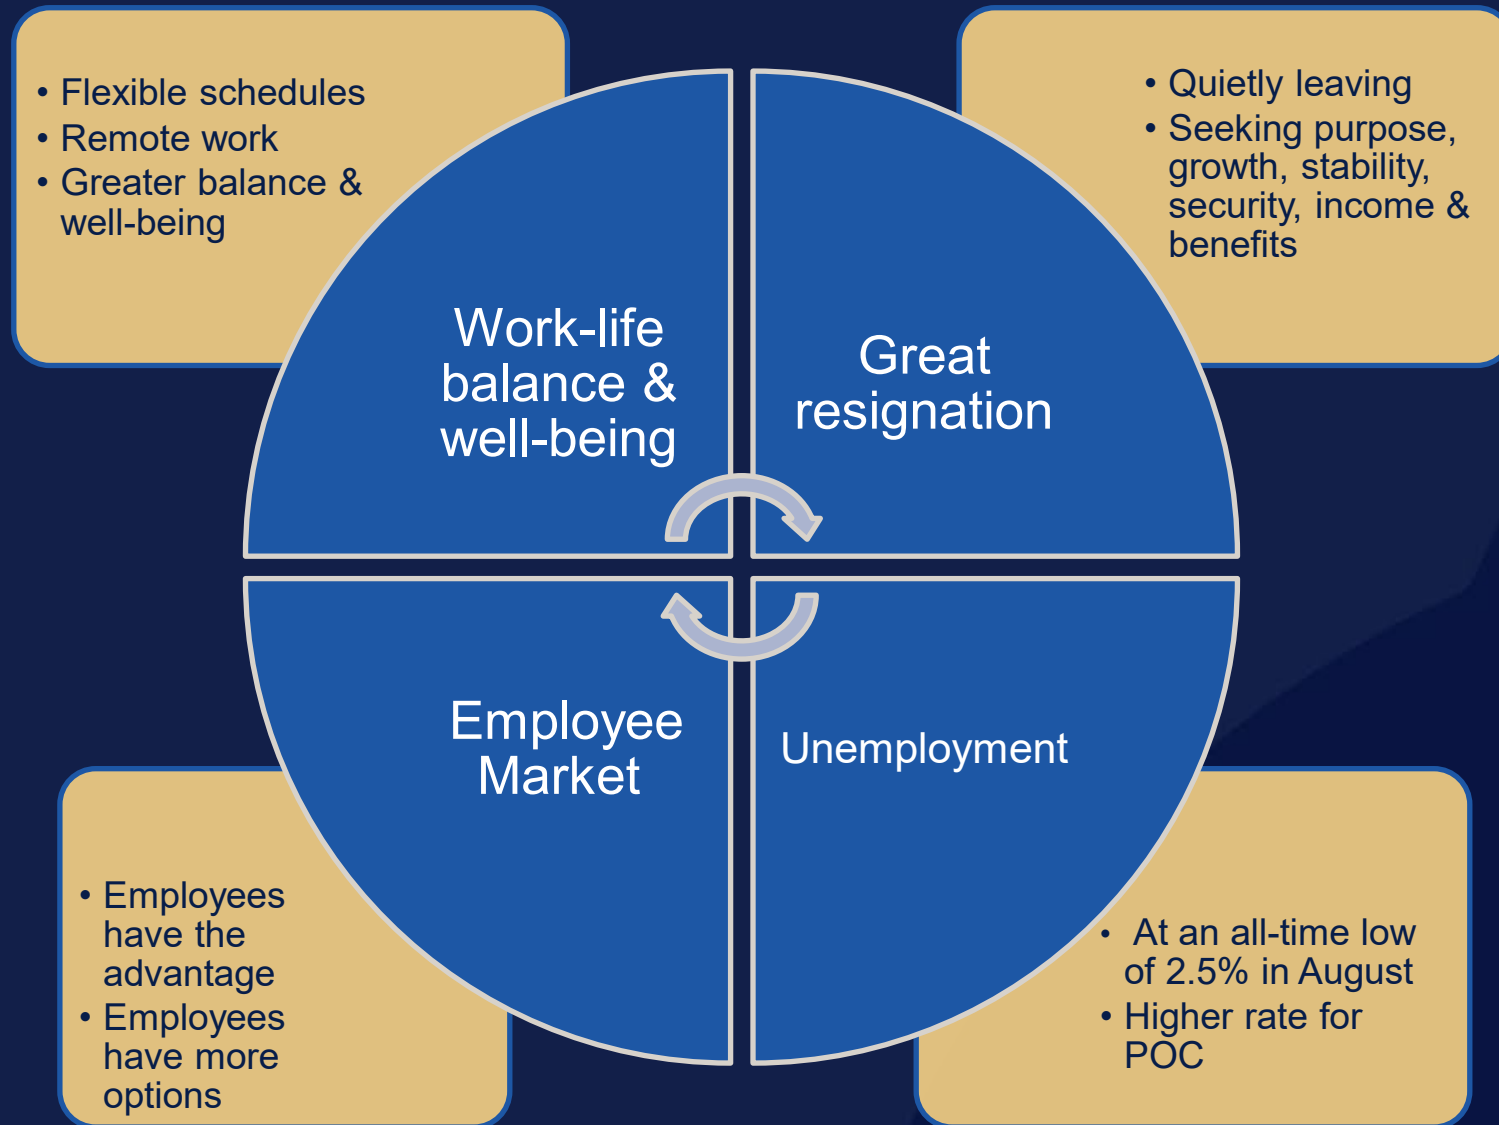 • Flexible schedules
• Remote work
• Greater balance &
well-being
• Quietly leaving
• Seeking purpose,
growth, stability,
security, income &
benefits
Work-life
balance &
well-being
Great
resignation
Employee
Market
Unemployment
• Employees
have the
advantage
• Employees
have more
options
• At an all-time low
of 2.5% in August
• Higher rate for
POC